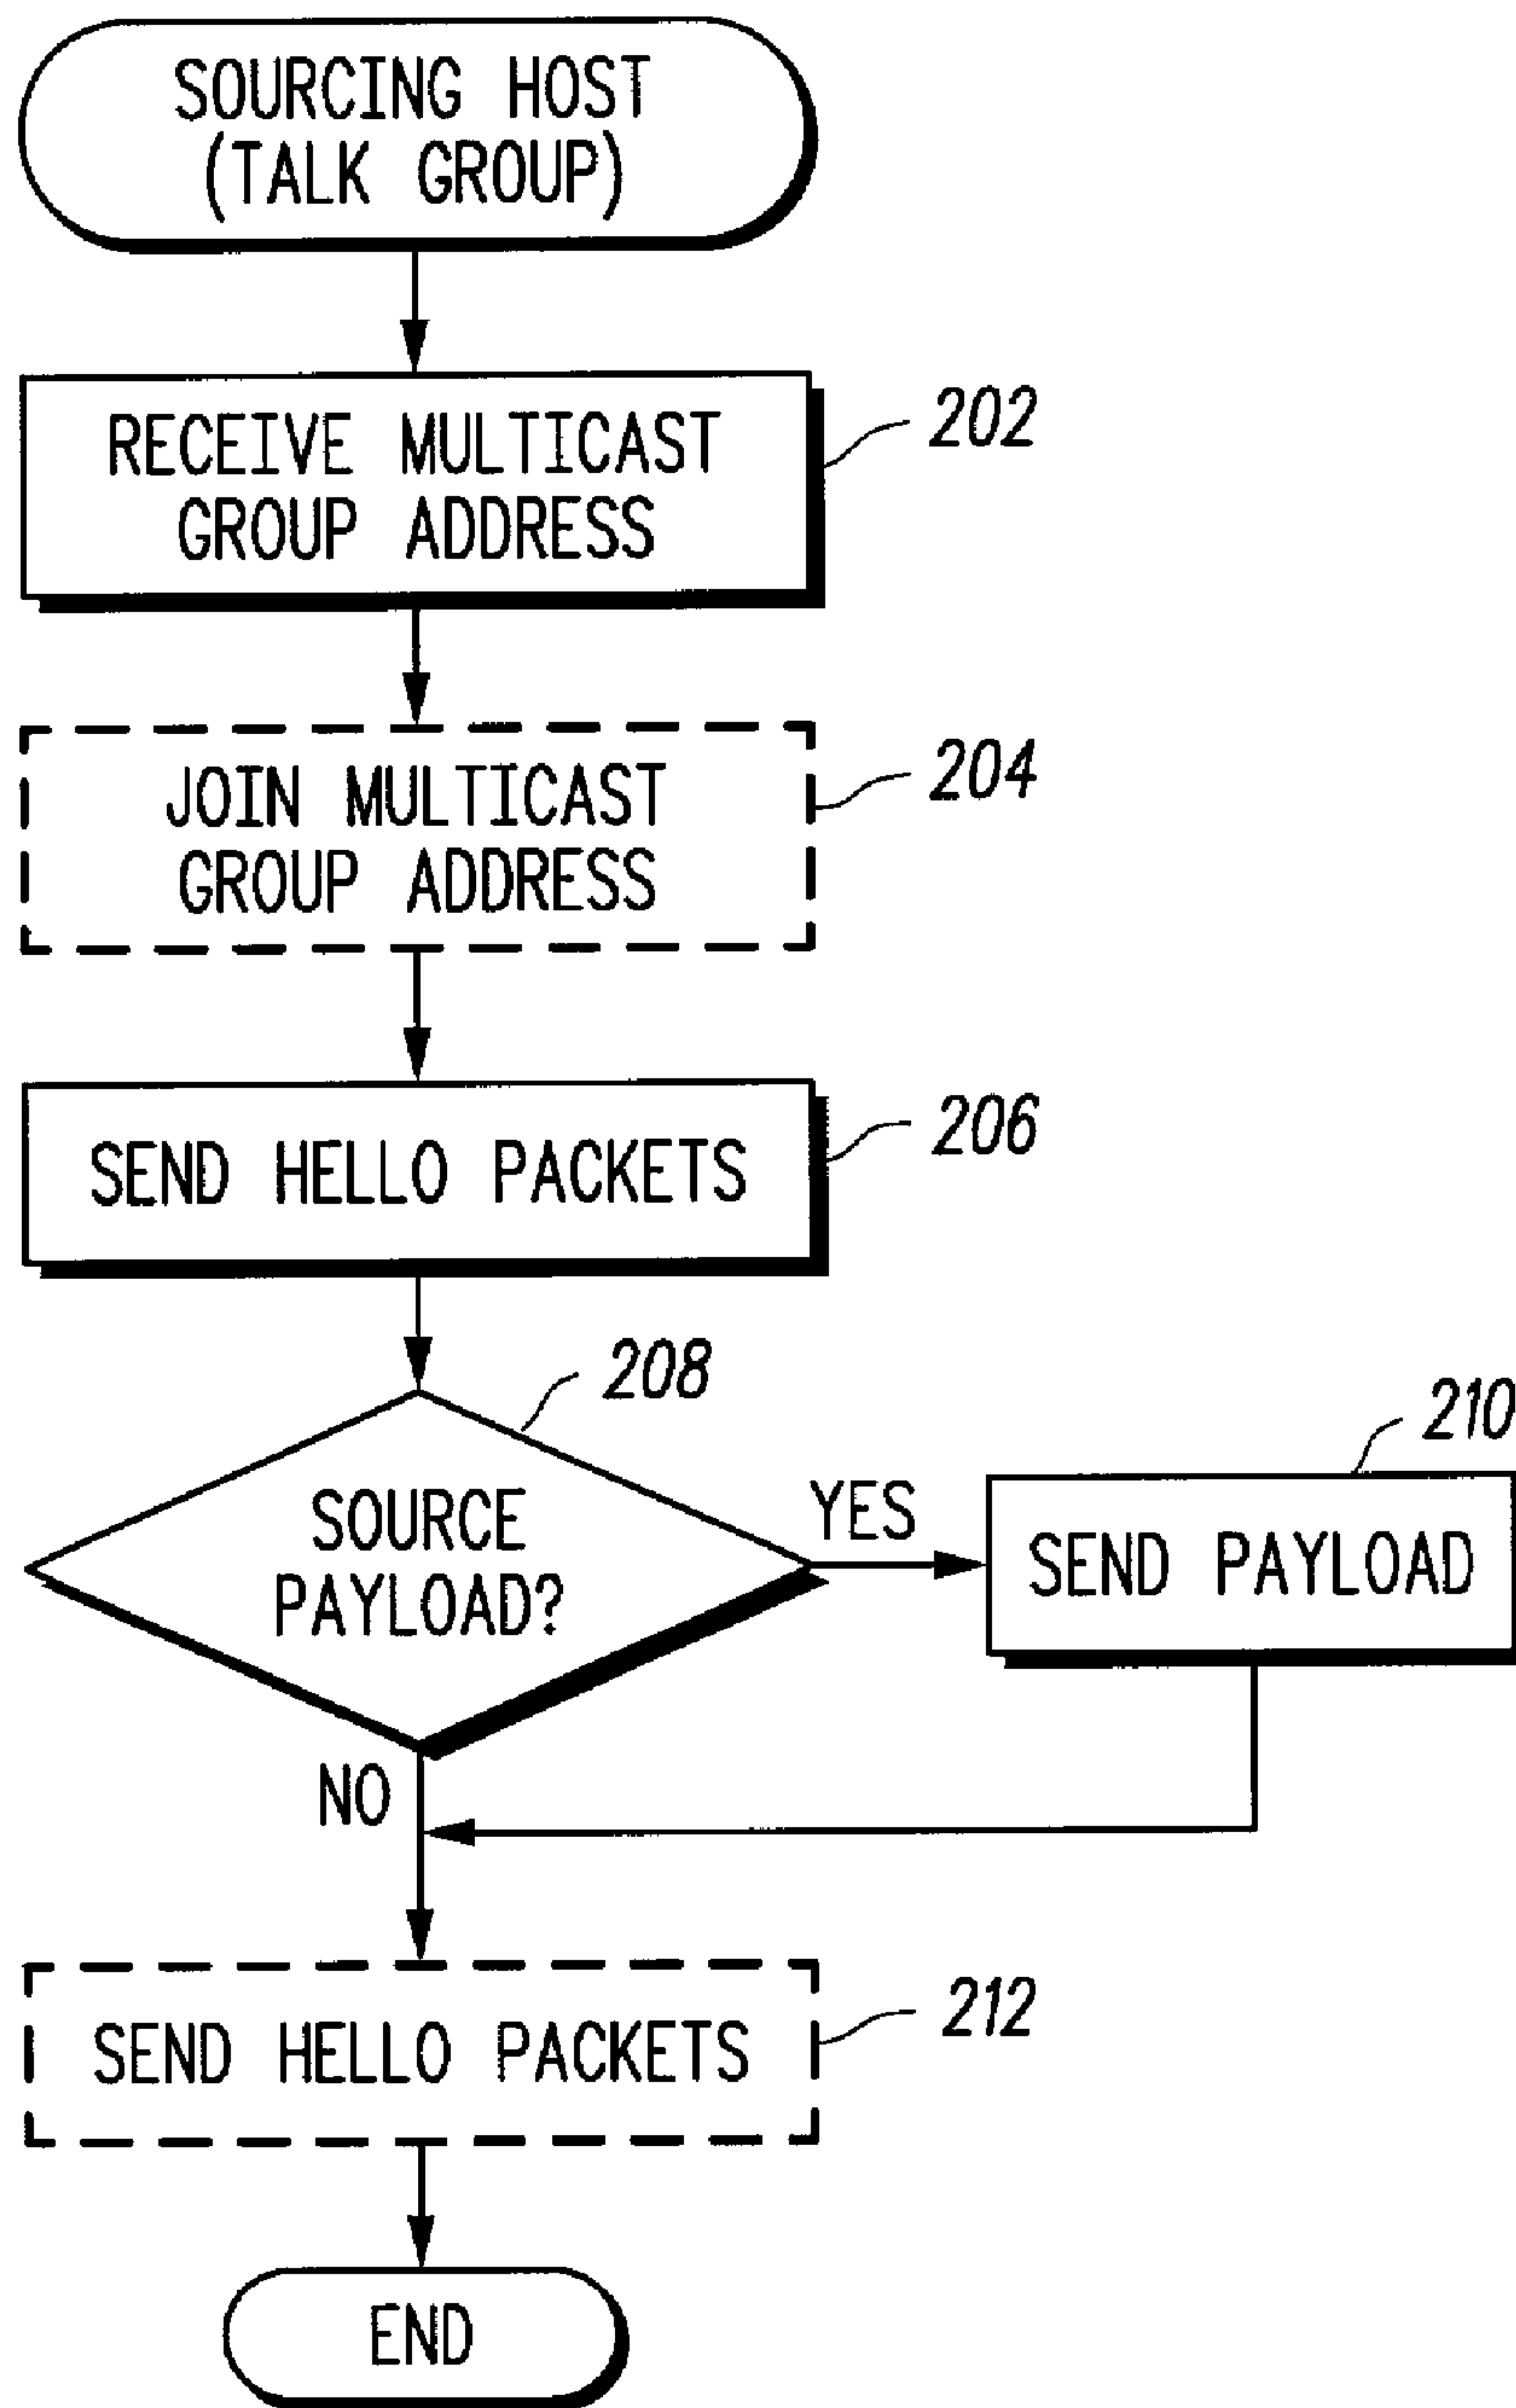 SOURCING HOST
(TALK GROUP)
RECEIVE MULTICAST
GROUP ADDRESS
202
JOIN MULTICAST
GROUP ADDRESS
204
SEND HELLO PACKETS
206
208
SOURCE
PAYLOAD?
YES
210
SEND PAYLOAD
NO
SEND HELLO PACKETS
212
END